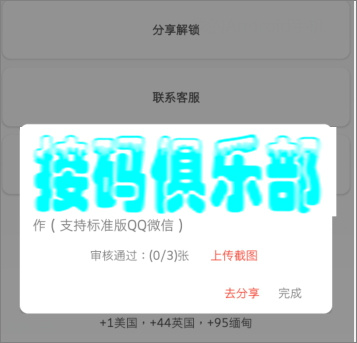 分享解锁
联系客服
接码俱乐部
作（支持标准版QQ微信）
审核通过：(0/3)张 上传截图
去分享 完成
+1美国，+44英国，+95缅甸